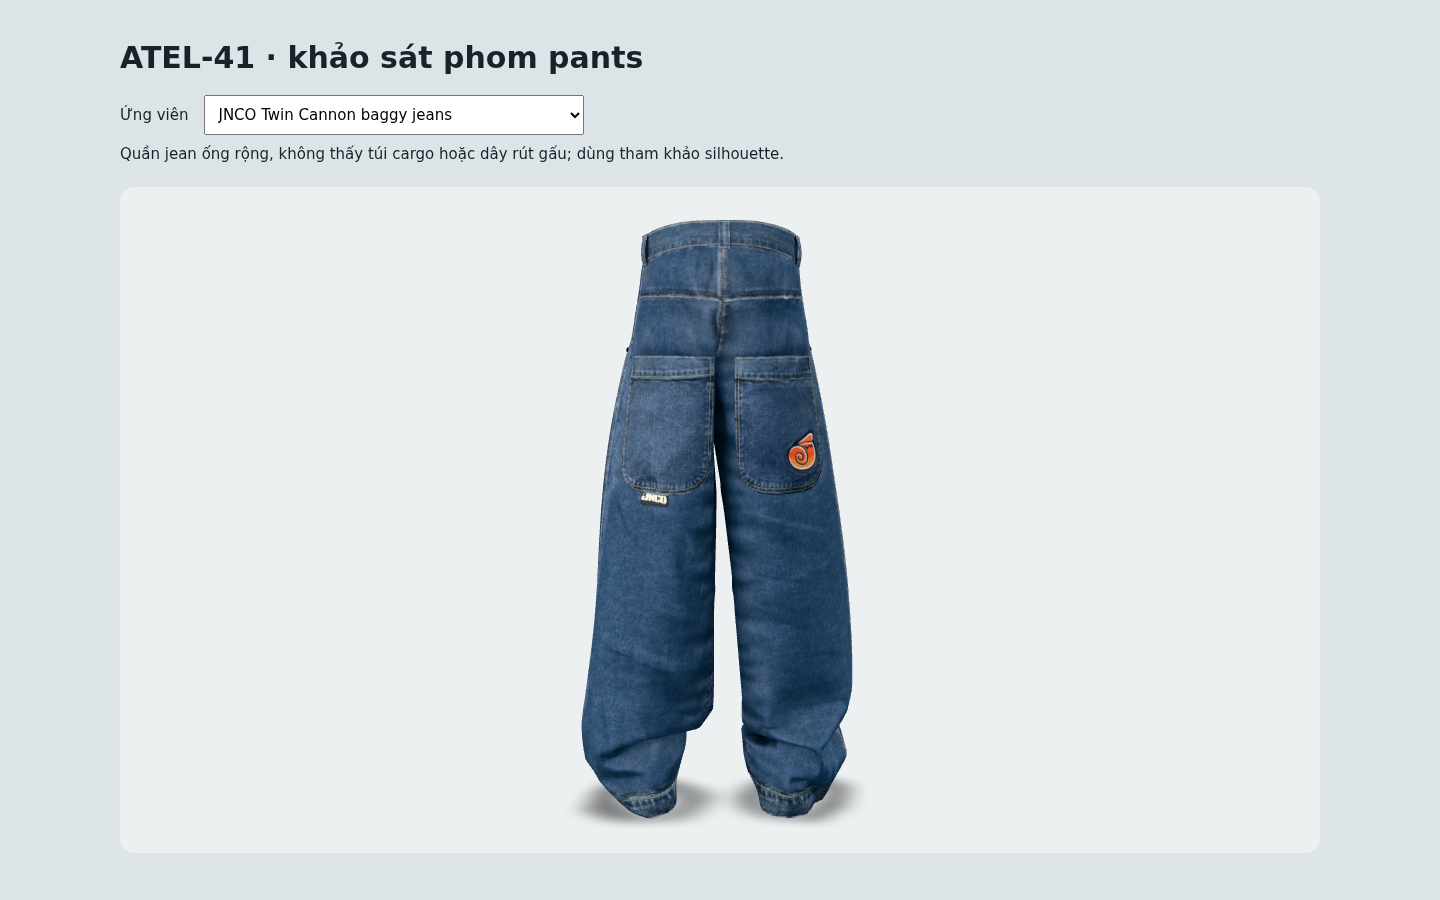 ATEL-41 · khảo sát phom pants
Ứng viên JNCO Twin Cannon baggy jeans
Quần jean ống rộng, không thấy túi cargo hoặc dây rút gấu; dùng tham khảo silhouette.
JNCO